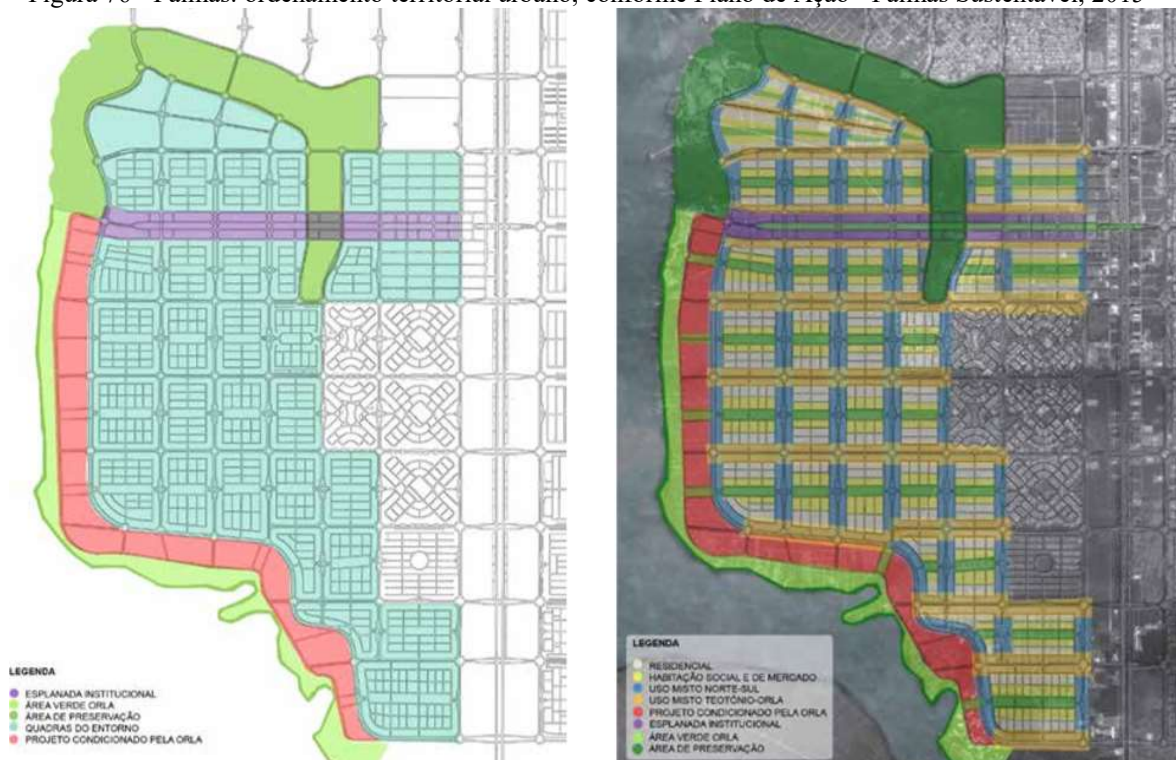 Figura 76 - Palmas: ordenamento territorial urbano, conforme Plano de Ação - Palmas Sustentável, 2015
LEGENDA
ESPLANADA INSTITUCIONAL
ÁREA VERDE ORLA
ÁREA DE PRESERVAÇÃO
QUADRAS DO ENTORNO
PROJETO CONDICIONADO PELA ORLA
LEGENDA
RESIDENCIAL
HABITAÇÃO SOCIAL E DE MERCADO
USO MISTO NORTE-SUL
USO MISTO TEOTÔNIO-ORLA
PROJETO CONDICIONADO PELA ORLA
ESPLANADA INSTITUCIONAL
ÁREA VERDE ORLA
ÁREA DE PRESERVAÇÃO